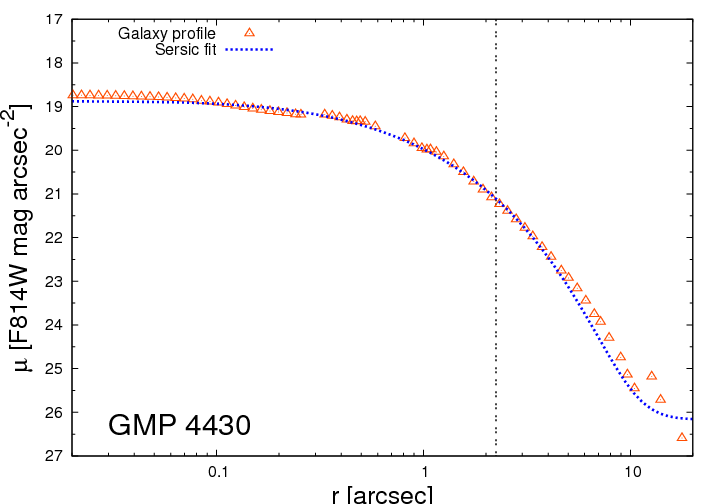 Galaxy profile
Sersic fit
17
18
19
20
21
22
23
24
25
26
27
μ [F814W mag arcsec⁻²]
GMP 4430
0.1 1 10
r [arcsec]